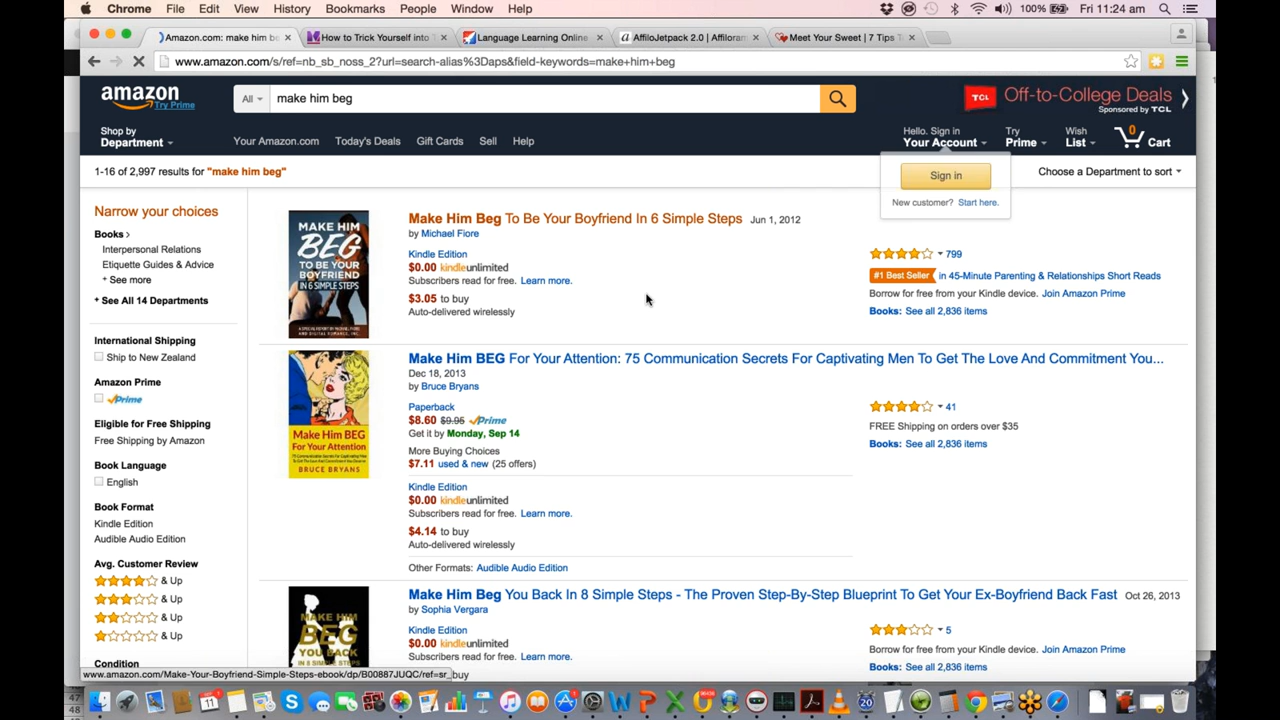 Chrome File Edit View History Bookmarks People Window Help
100% Fri 11:24 am
Amazon.com: make him be
How to Trick Yourself into T
Language Learning Online
AffiloJetpack 2.0 | Affiloram
Meet Your Sweet | 7 Tips T
www.amazon.com/s/ref=nb_sb_noss_2?url=search-alias%3Daps&field-keywords=make+him+beg
amazon
Try Prime
All
make him beg
TCL
Off-to-College Deals
Sponsored by TCL
Shop by
Department
Your Amazon.com Today's Deals Gift Cards Sell Help
Hello. Sign in
Your Account
Try
Prime
Wish
List
0
Cart
1-16 of 2,997 results for "make him beg"
Sign in
New customer? Start here.
Choose a Department to sort
Narrow your choices
Books ›
Interpersonal Relations
Etiquette Guides & Advice
+ See more
+ See All 14 Departments
International Shipping
Ship to New Zealand
Amazon Prime
Prime
Eligible for Free Shipping
Free Shipping by Amazon
Book Language
English
Book Format
Kindle Edition
Audible Audio Edition
Avg. Customer Review
& Up
& Up
& Up
& Up
Condition
MAKE HIM
BEG
TO BE YOUR
BOYFRIEND
IN 6 SIMPLE
STEPS
Make Him Beg To Be Your Boyfriend In 6 Simple Steps Jun 1, 2012
by Michael Fiore
Kindle Edition
$0.00 kindleunlimited
Subscribers read for free. Learn more.
$3.05 to buy
Auto-delivered wirelessly
799
#1 Best Seller in 45-Minute Parenting & Relationships Short Reads
Borrow for free from your Kindle device. Join Amazon Prime
Books: See all 2,836 items
Make Him BEG
For Your Attention
BRUCE BRYANS
Make Him BEG For Your Attention: 75 Communication Secrets For Captivating Men To Get The Love And Commitment You...
Dec 18, 2013
by Bruce Bryans
Paperback
$8.60 $9.95 Prime
Get it by Monday, Sep 14
More Buying Choices
$7.11 used & new (25 offers)
Kindle Edition
$0.00 kindleunlimited
Subscribers read for free. Learn more.
$4.14 to buy
Auto-delivered wirelessly
Other Formats: Audible Audio Edition
41
FREE Shipping on orders over $35
Books: See all 2,836 items
MAKE HIM
BEG
YOU BACK
Make Him Beg You Back In 8 Simple Steps - The Proven Step-By-Step Blueprint To Get Your Ex-Boyfriend Back Fast Oct 26, 2013
by Sophia Vergara
Kindle Edition
$0.00 kindleunlimited
Subscribers read for free. Learn more.
buy
5
Borrow for free from your Kindle device. Join Amazon Prime
Books: See all 2,836 items
www.amazon.com/Make-Your-Boyfriend-Simple-Steps-ebook/dp/B00887JUQC/ref=sr_
47
48
11
20